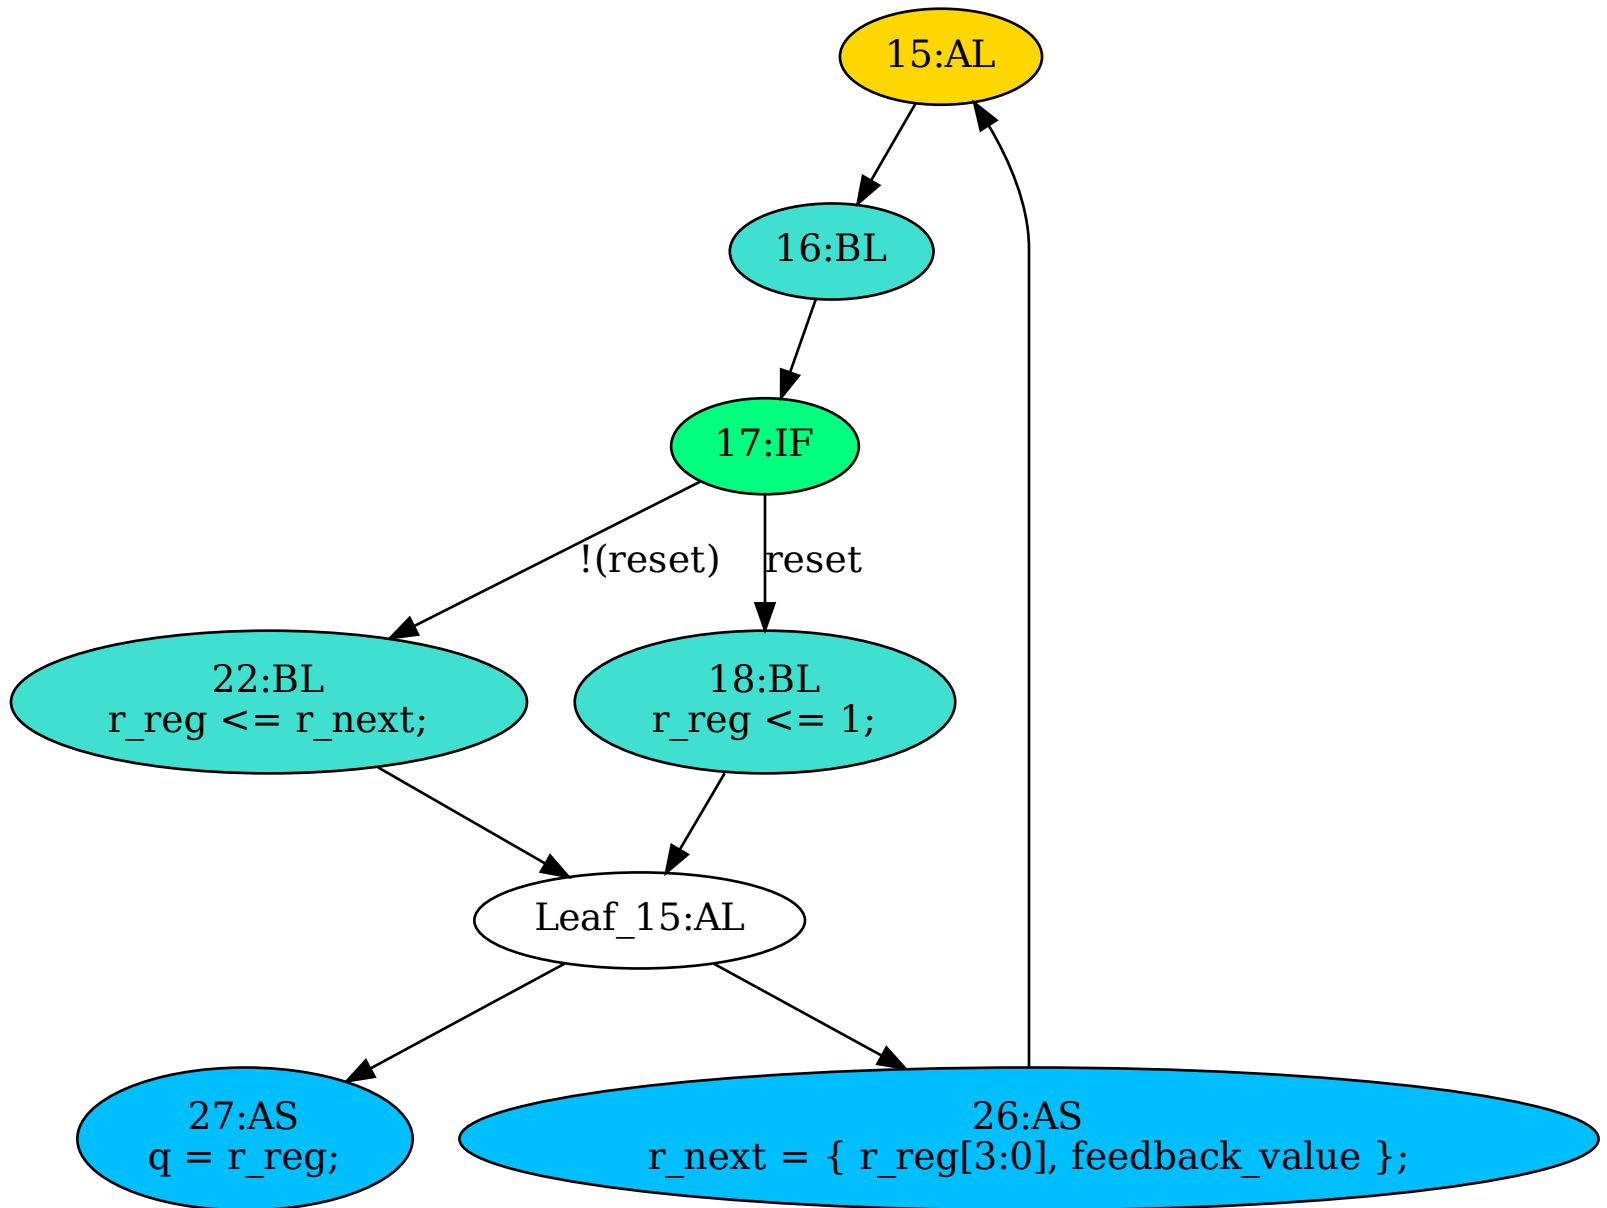 15:AL
16:BL
17:IF
!(reset)
reset
22:BL
r_reg <= r_next;
18:BL
r_reg <= 1;
Leaf_15:AL
27:AS
q = r_reg;
26:AS
r_next = { r_reg[3:0], feedback_value };